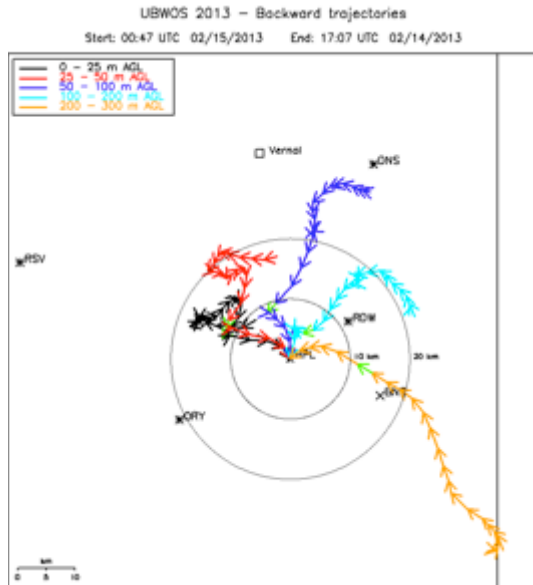 UBWOS 2013 - Backward trajectories
Start: 00:47 UTC 02/15/2013 End: 17:07 UTC 02/14/2013
0 - 25 m AGL
25 - 50 m AGL
50 - 100 m AGL
100 - 200 m AGL
200 - 300 m AGL
Vernal
ONS
RSV
RDW
HPL
10 km
20 km
ORY
km
0 5 10